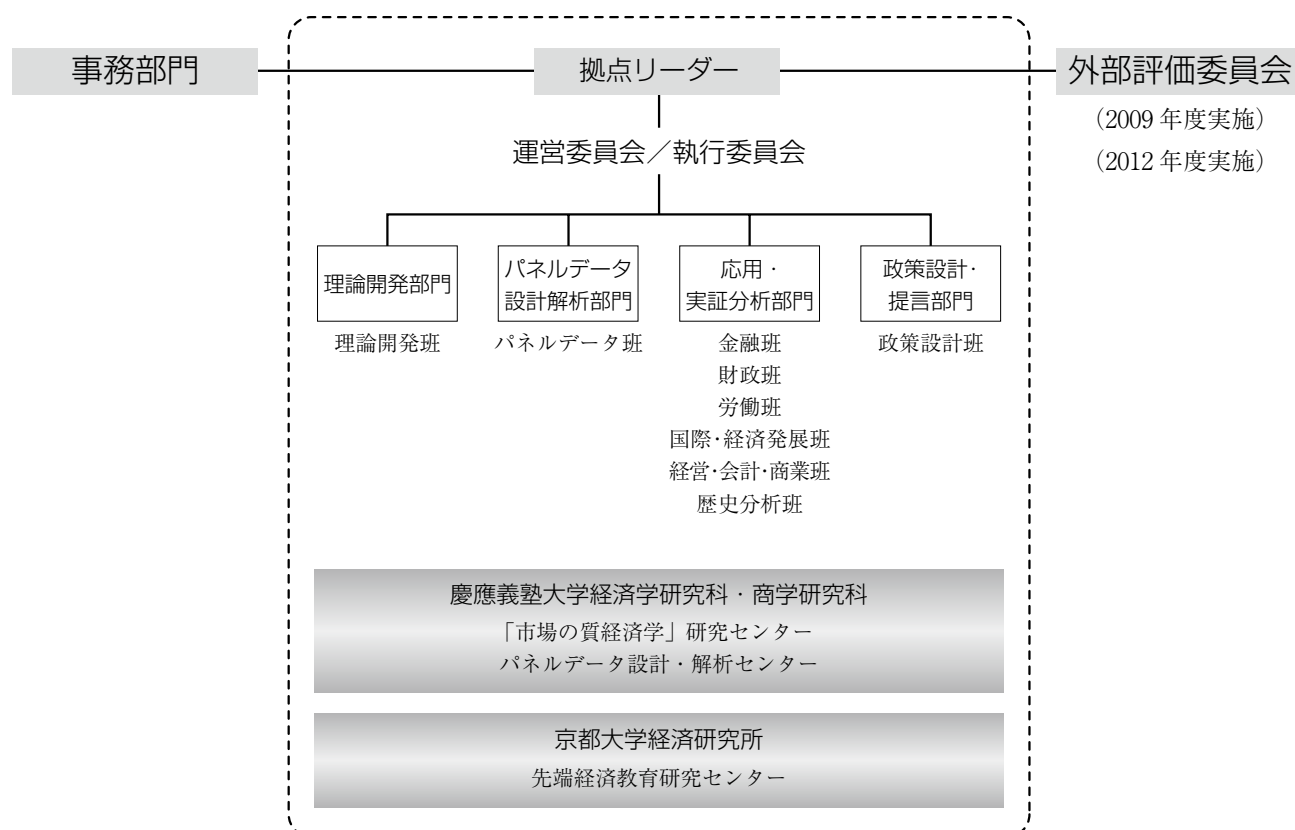 事務部門
拠点リーダー
外部評価委員会
（2009 年度実施）
（2012 年度実施）
運営委員会／執行委員会
理論開発部門
理論開発班
パネルデータ
設計解析部門
パネルデータ班
応用・
実証分析部門
金融班
財政班
労働班
国際・経済発展班
経営・会計・商業班
歴史分析班
政策設計・
提言部門
政策設計班
慶應義塾大学経済学研究科・商学研究科
「市場の質経済学」研究センター
パネルデータ設計・解析センター
京都大学経済研究所
先端経済教育研究センター